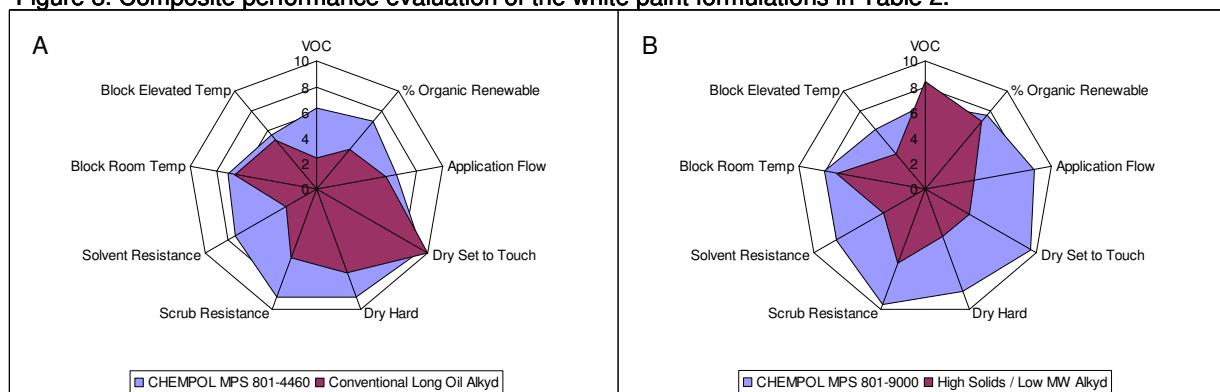 Figure 3. Composite performance evaluation of the white paint formulations in Table 2.
A
VOC
10
8
6
4
2
0
% Organic Renewable
Application Flow
Dry Set to Touch
Dry Hard
Scrub Resistance
Solvent Resistance
Block Room Temp
Block Elevated Temp
CHEMPOL MPS 801-4460 Conventional Long Oil Alkyd
B
VOC
10
8
6
4
2
0
% Organic Renewable
Application Flow
Dry Set to Touch
Dry Hard
Scrub Resistance
Solvent Resistance
Block Room Temp
Block Elevated Temp
CHEMPOL MPS 801-9000 High Solids / Low MW Alkyd